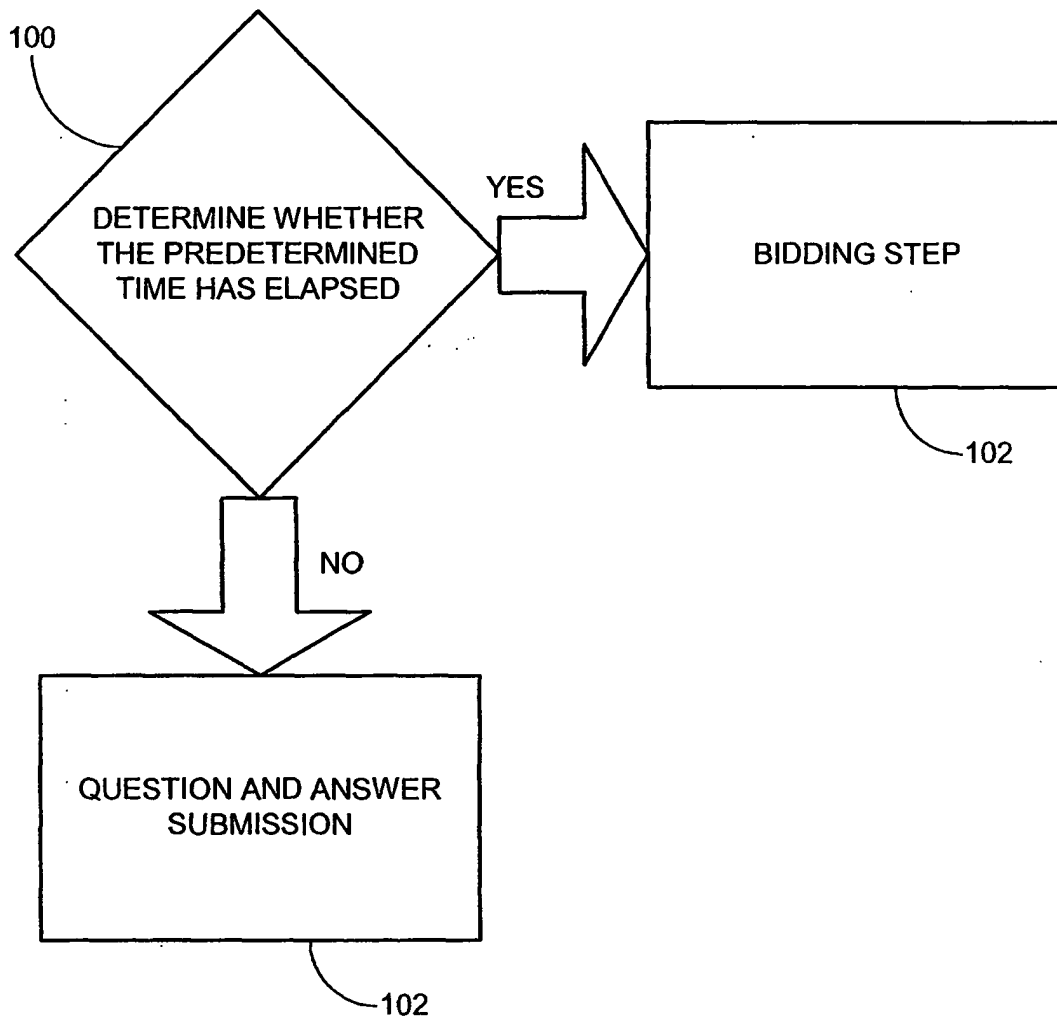 100
DETERMINE WHETHER
THE PREDETERMINED
TIME HAS ELAPSED
YES
BIDDING STEP
102
NO
QUESTION AND ANSWER
SUBMISSION
102